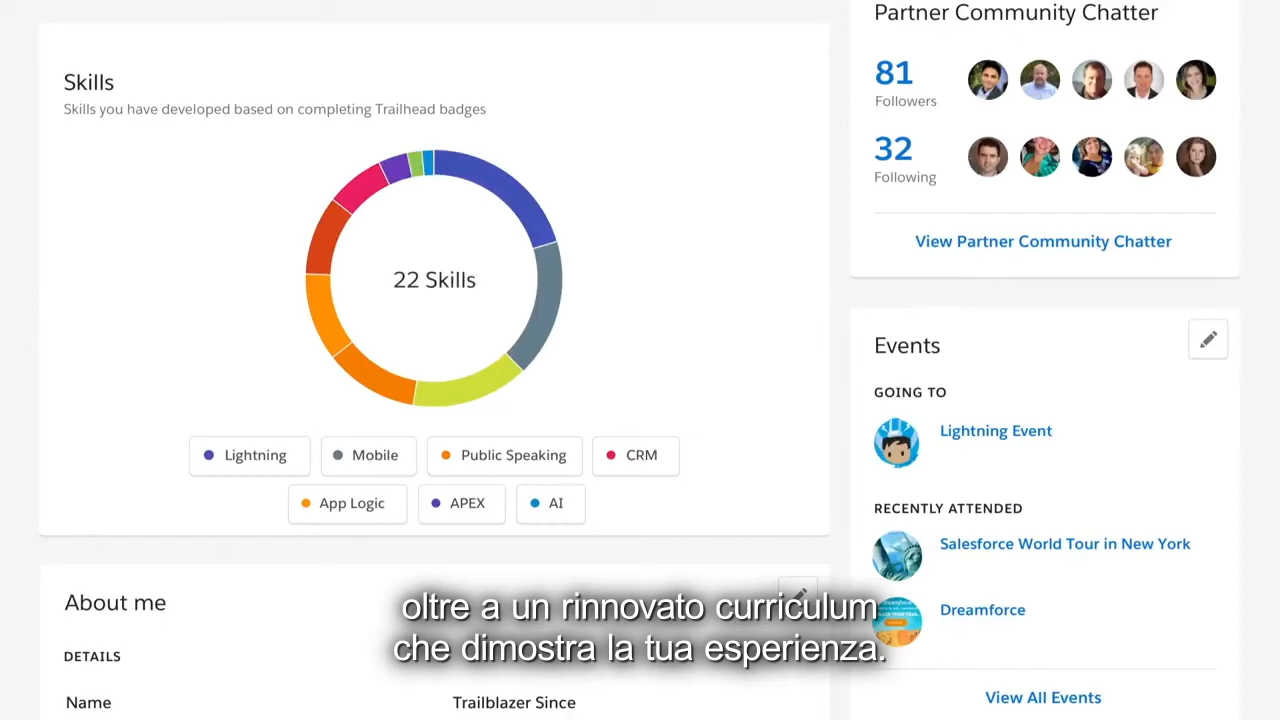 Skills
Skills you have developed based on completing Trailhead badges
22 Skills
Lightning
Mobile
Public Speaking
CRM
App Logic
APEX
AI
About me
DETAILS
Name
Trailblazer Since
Partner Community Chatter
81
Followers
32
Following
View Partner Community Chatter
Events
GOING TO
Lightning Event
RECENTLY ATTENDED
Salesforce World Tour in New York
Dreamforce
View All Events
oltre a un rinnovato curriculum
che dimostra la tua esperienza.